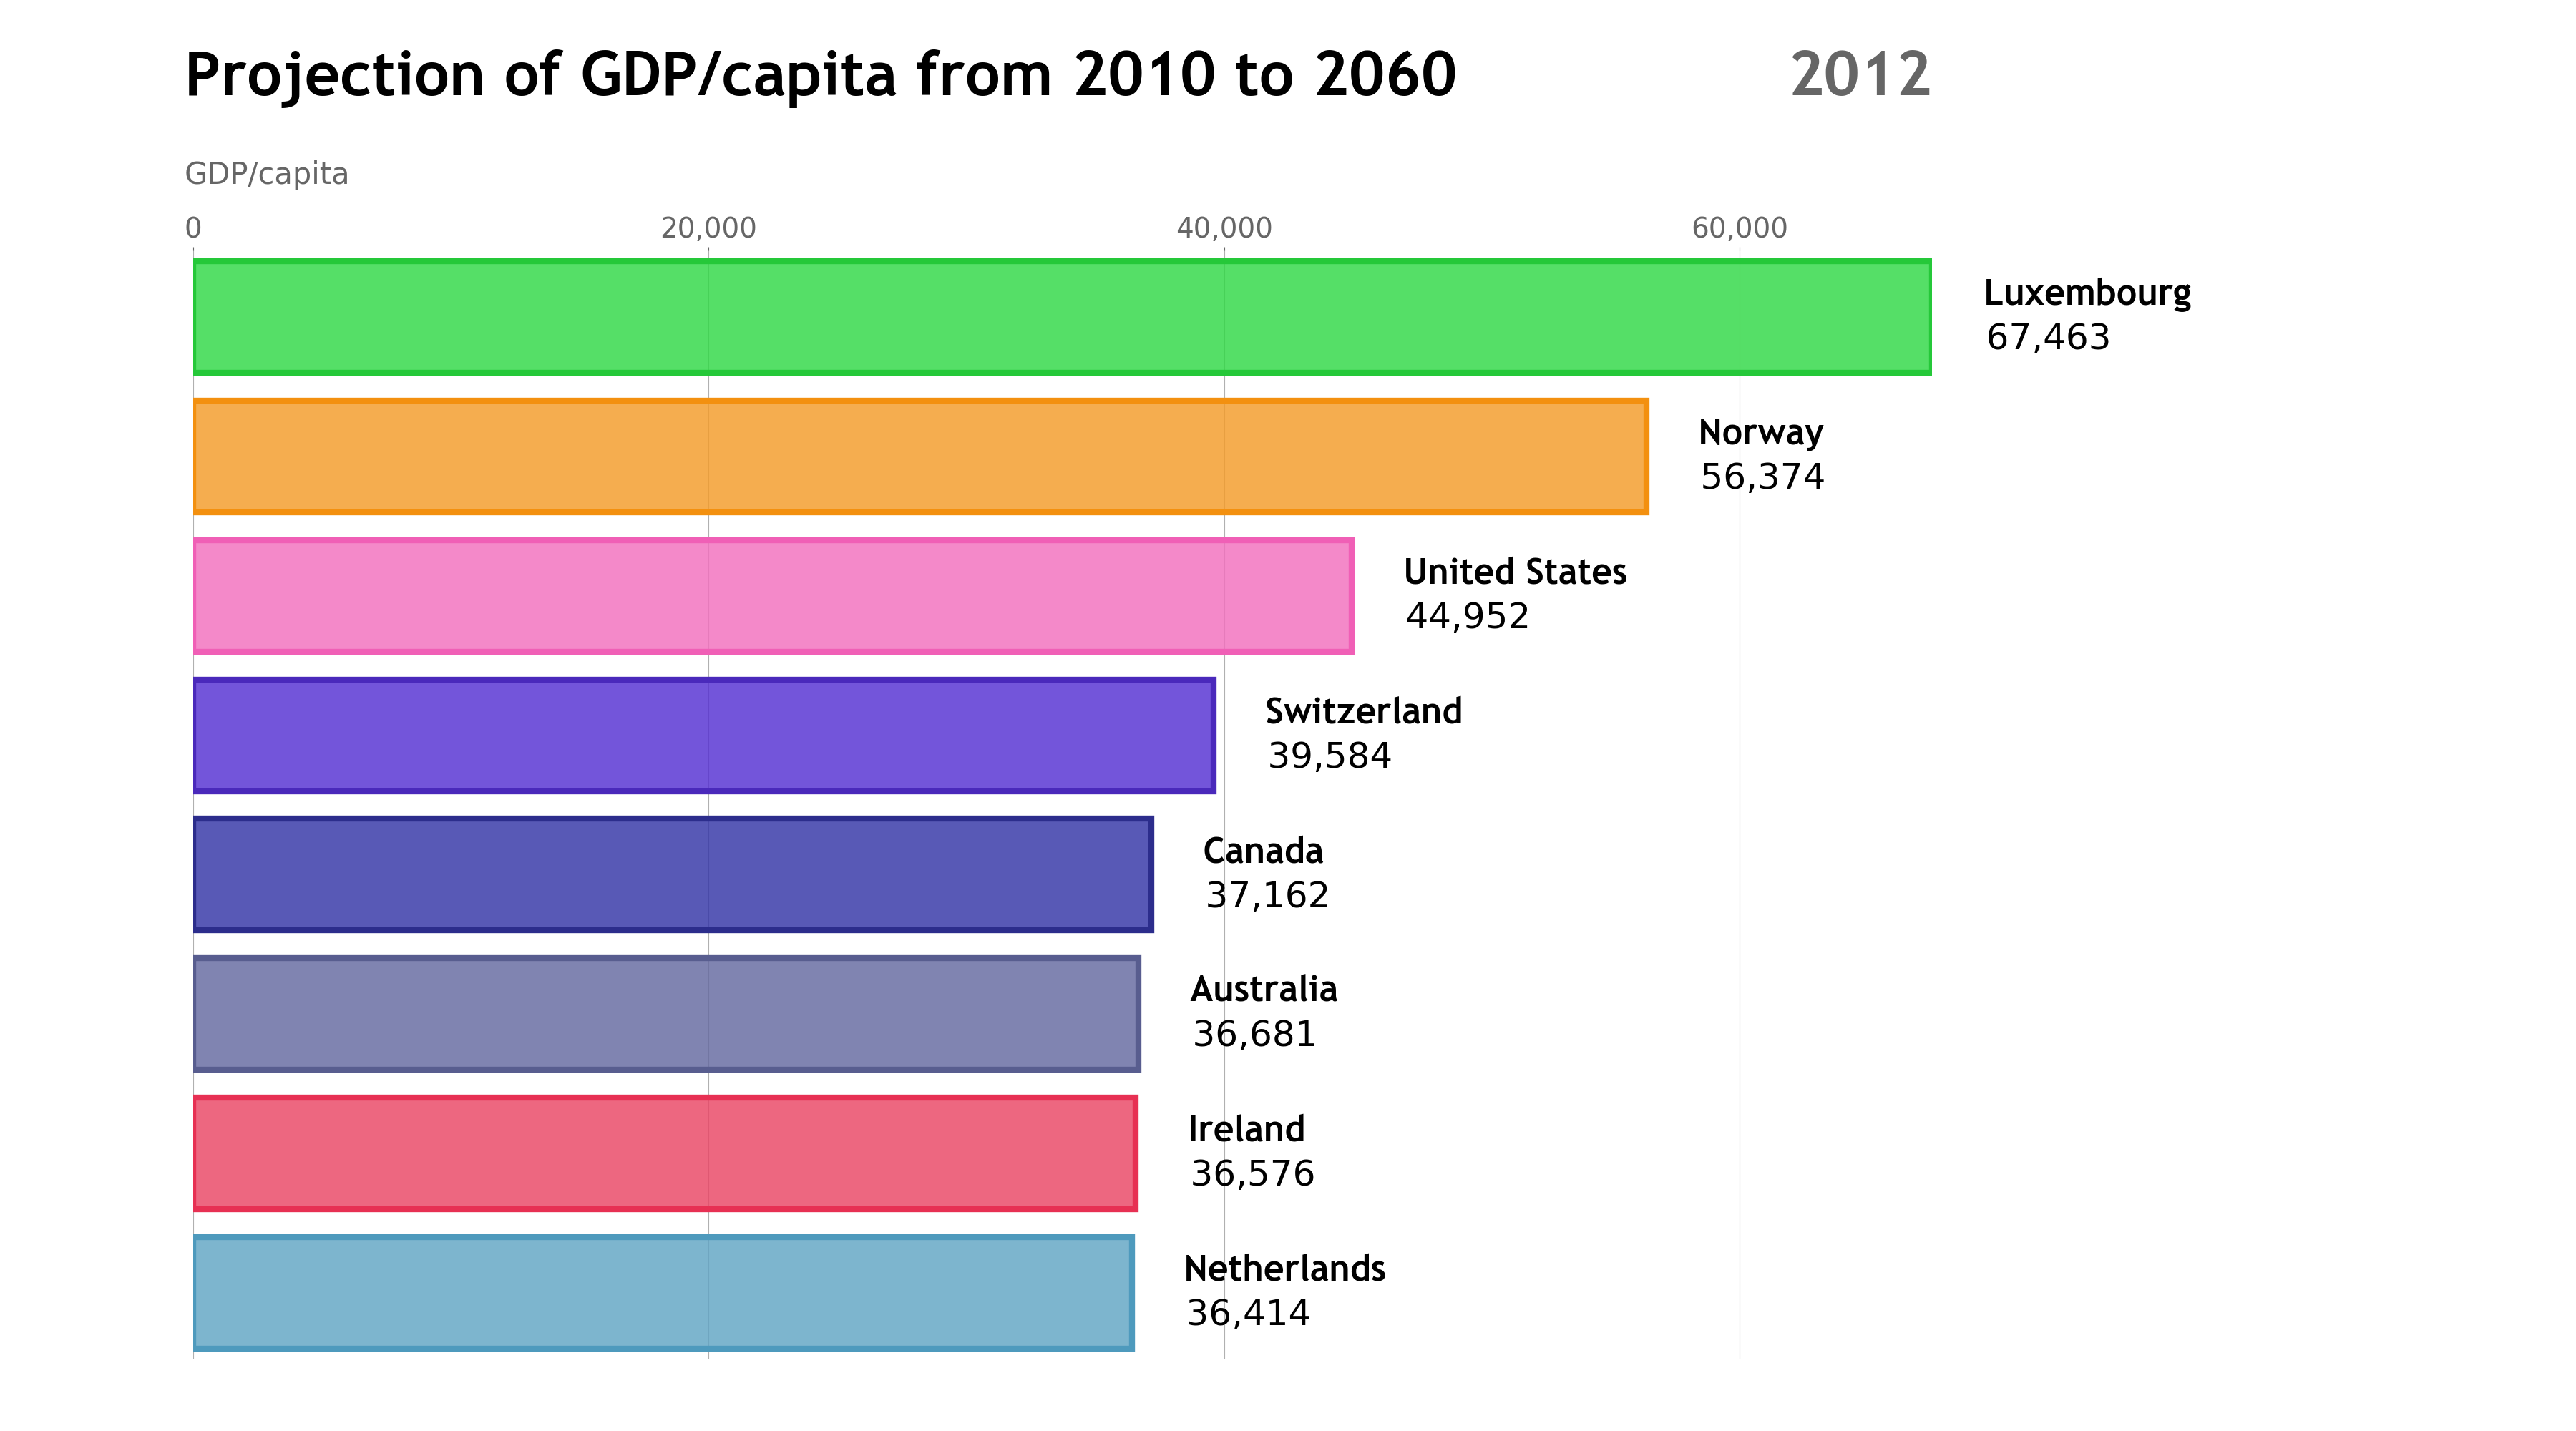 Projection of GDP/capita from 2010 to 2060 2012
GDP/capita
0 20,000 40,000 60,000
Luxembourg
67,463
Norway
56,374
United States
44,952
Switzerland
39,584
Canada
37,162
Australia
36,681
Ireland
36,576
Netherlands
36,414